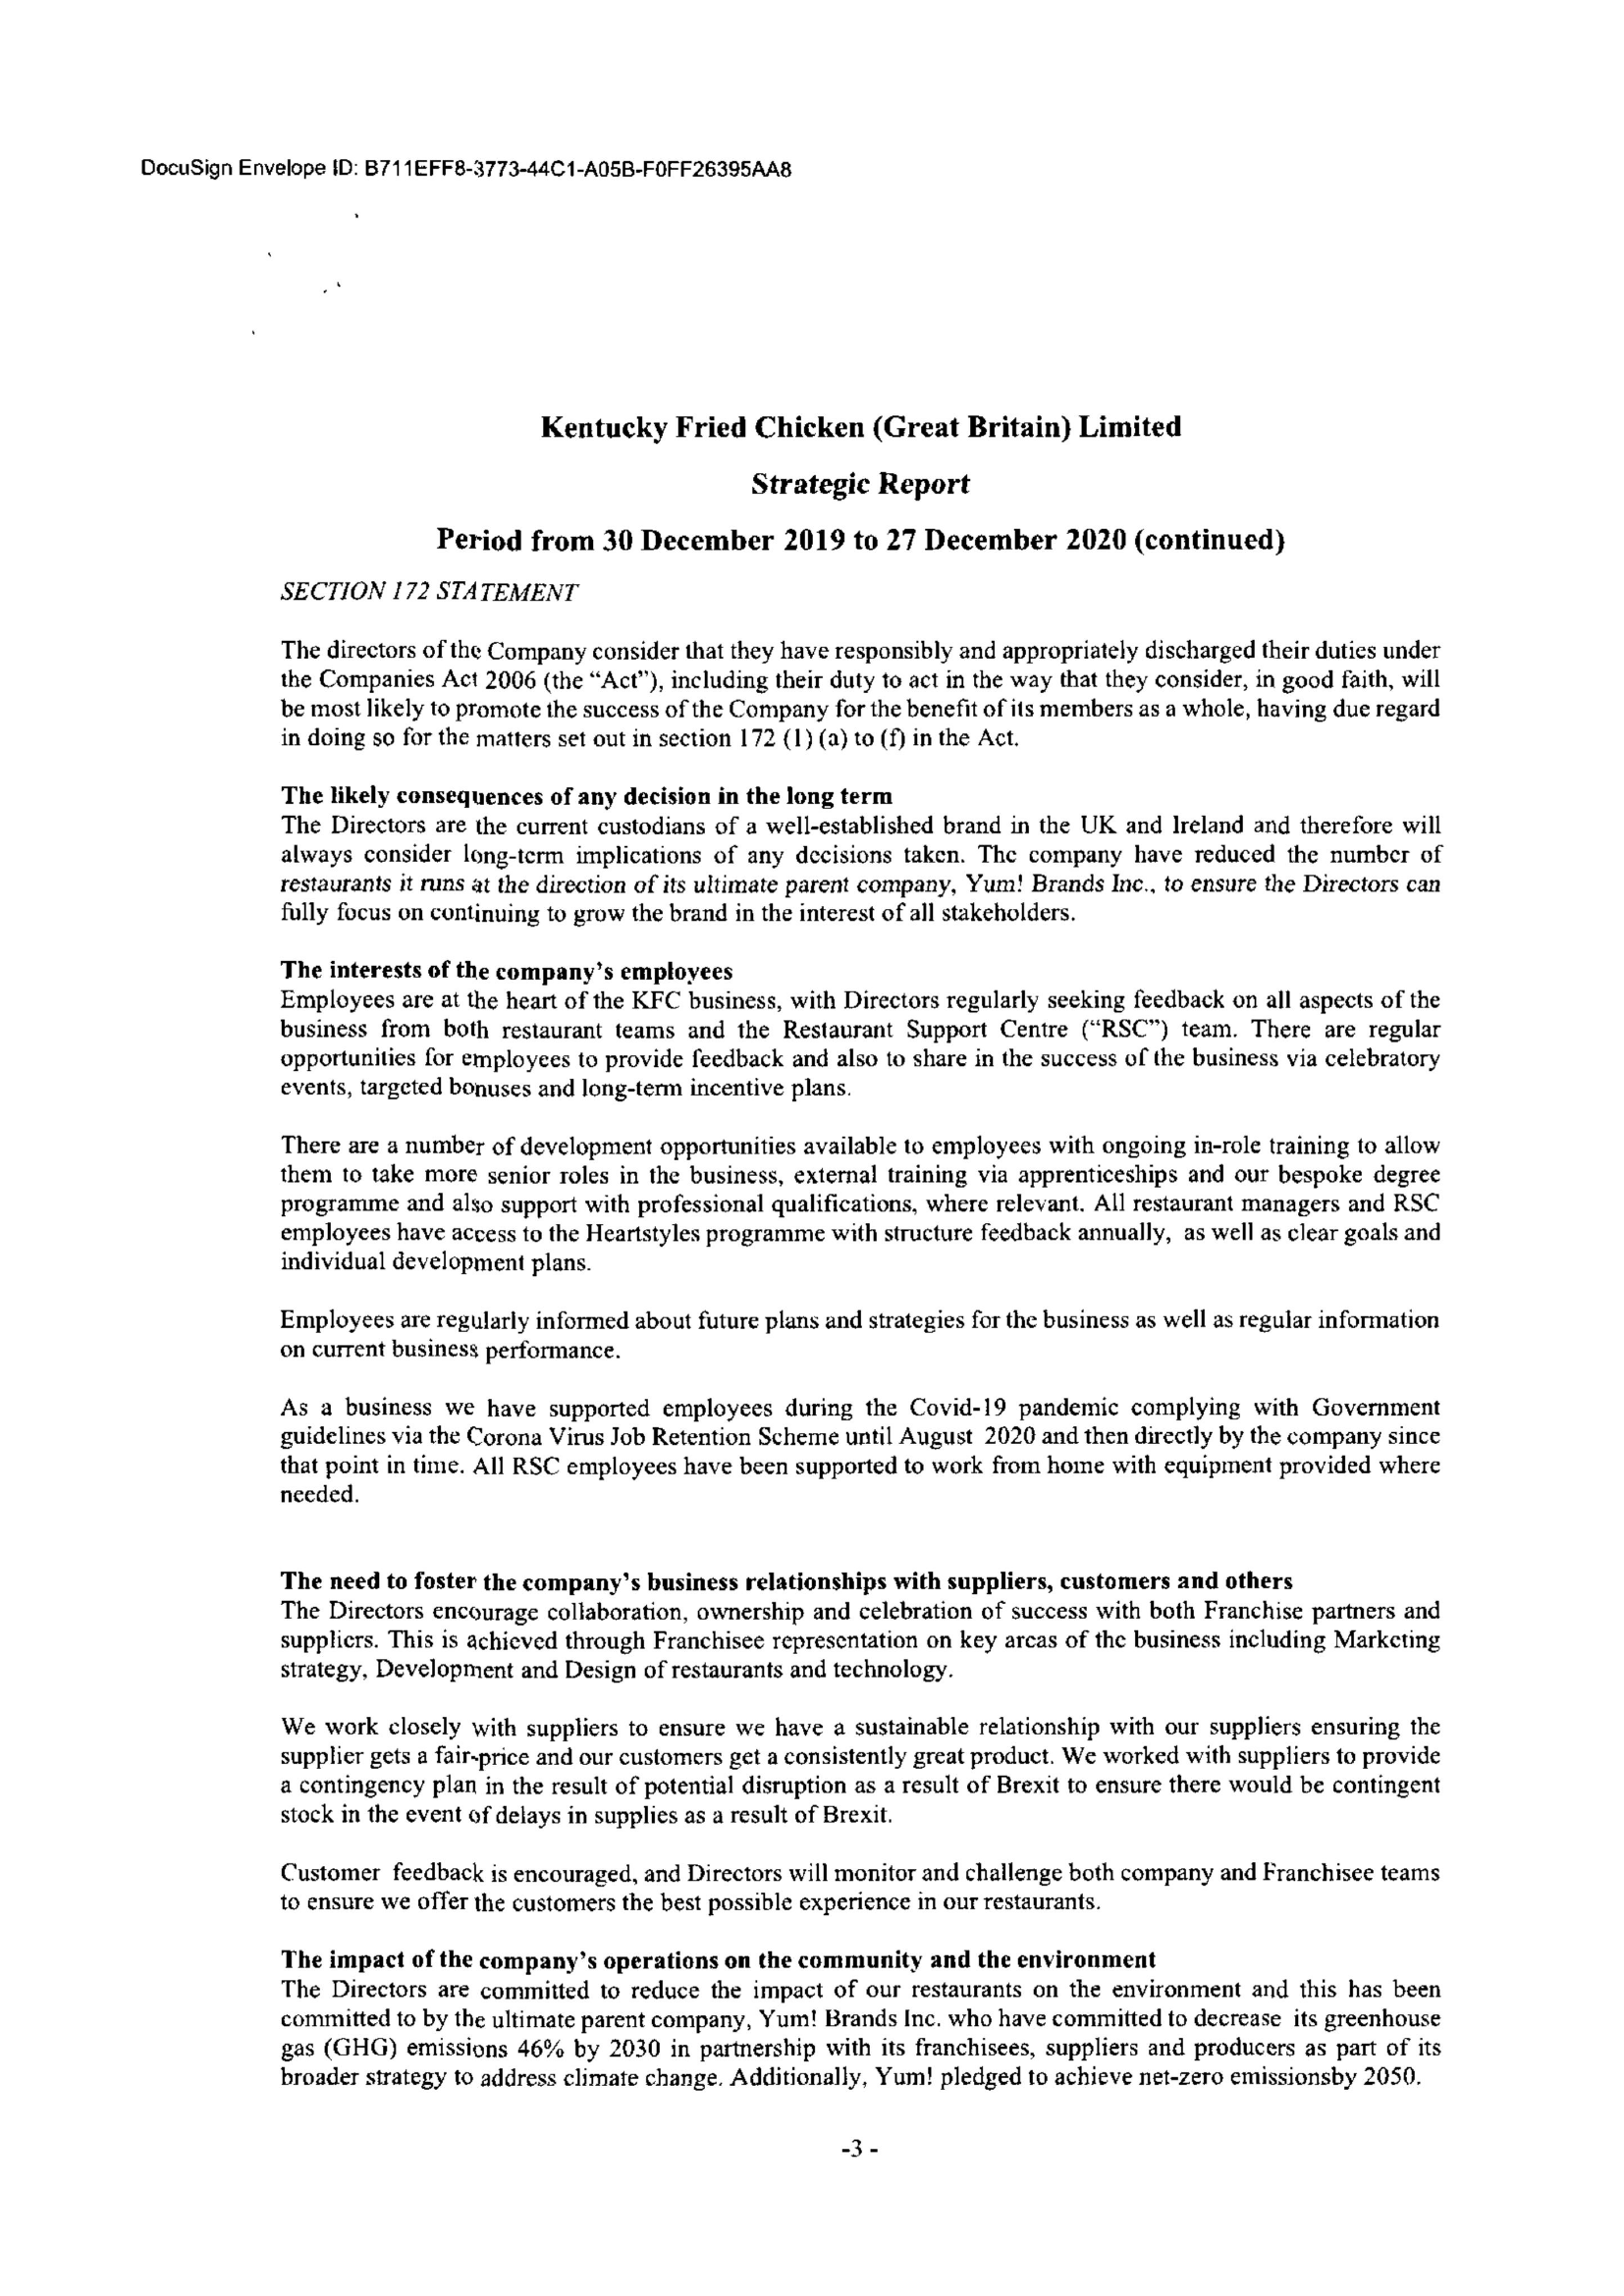 DocuSign Envelope ID: B711EFF8-3773-44C1-A05B-F0FF26395AA8
Kentucky Fried Chicken (Great Britain) Limited
Strategic Report
Period from 30 December 2019 to 27 December 2020 (continued)
SECTION 172 STATEMENT
The directors of the Company consider that they have responsibly and appropriately discharged their duties under
the Companies Act 2006 (the “Act”), including their duty to act in the way that they consider, in good faith, will
be most likely to promote the success of the Company for the benefit of its members as a whole, having due regard
in doing so for the matters set out in section 172 (1) (a) to (f) in the Act.
The likely consequences of any decision in the long term
The Directors are the current custodians of a well-established brand in the UK and Ireland and therefore will
always consider long-term implications of any decisions taken. The company have reduced the number of
restaurants it runs at the direction of its ultimate parent company, Yum! Brands Inc., to ensure the Directors can
fully focus on continuing to grow the brand in the interest of all stakeholders.
The interests of the company’s employees
Employees are at the heart of the KFC business, with Directors regularly seeking feedback on all aspects of the
business from both restaurant teams and the Restaurant Support Centre (“RSC”) team. There are regular
opportunities for employees to provide feedback and also to share in the success of the business via celebratory
events, targeted bonuses and long-term incentive plans.
There are a number of development opportunities available to employees with ongoing in-role training to allow
them to take more senior roles in the business, external training via apprenticeships and our bespoke degree
programme and also support with professional qualifications, where relevant. All restaurant managers and RSC
employees have access to the Heartstyles programme with structure feedback annually, as well as clear goals and
individual development plans.
Employees are regularly informed about future plans and strategies for the business as well as regular information
on current business performance.
As a business we have supported employees during the Covid-19 pandemic complying with Government
guidelines via the Corona Virus Job Retention Scheme until August 2020 and then directly by the company since
that point in time. All RSC employees have been supported to work from home with equipment provided where
needed.
The need to foster the company’s business relationships with suppliers, customers and others
The Directors encourage collaboration, ownership and celebration of success with both Franchise partners and
suppliers. This is achieved through Franchisee representation on key areas of the business including Marketing
strategy, Development and Design of restaurants and technology.
We work closely with suppliers to ensure we have a sustainable relationship with our suppliers ensuring the
supplier gets a fair-price and our customers get a consistently great product. We worked with suppliers to provide
a contingency plan in the result of potential disruption as a result of Brexit to ensure there would be contingent
stock in the event of delays in supplies as a result of Brexit.
Customer feedback is encouraged, and Directors will monitor and challenge both company and Franchisee teams
to ensure we offer the customers the best possible experience in our restaurants.
The impact of the company’s operations on the community and the environment
The Directors are committed to reduce the impact of our restaurants on the environment and this has been
committed to by the ultimate parent company, Yum! Brands Inc. who have committed to decrease its greenhouse
gas (GHG) emissions 46% by 2030 in partnership with its franchisees, suppliers and producers as part of its
broader strategy to address climate change. Additionally, Yum! pledged to achieve net-zero emissionsby 2050.
-3 -